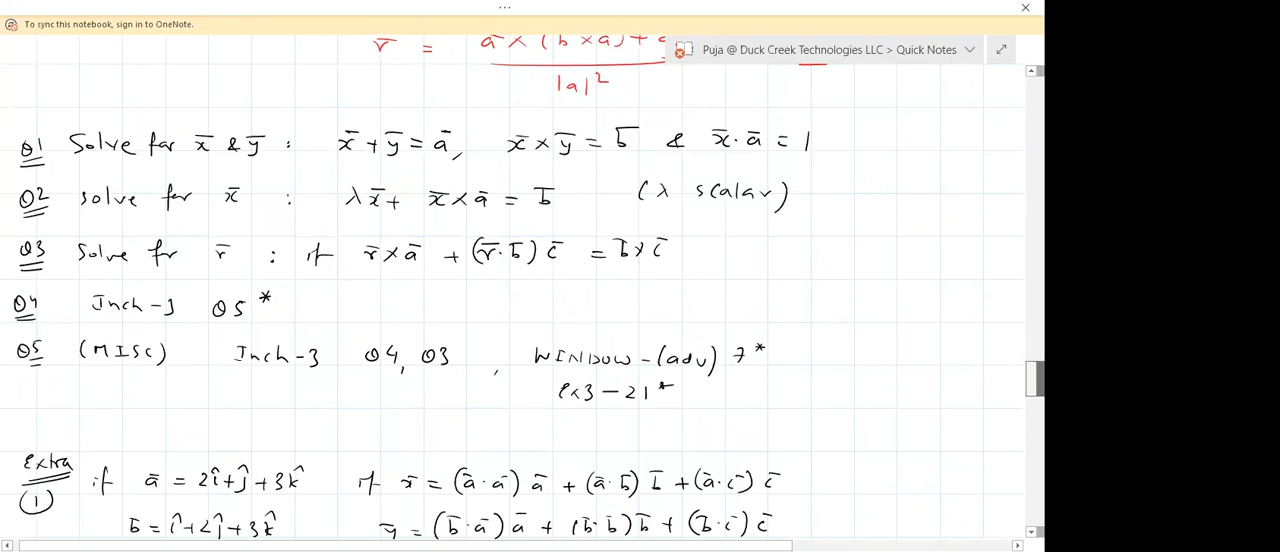 To sync this notebook, sign in to OneNote.
Puja @ Duck Creek Technologies LLC > Quick Notes
r̄ = ā × (b̄ × ā) +
|a|²
Q1 Solve for x̄ & ȳ : x̄ + ȳ = ā, x̄ × ȳ = b̄ & x̄ · ā = 1
Q2 solve for x̄ : λx̄ + x̄ × ā = b̄ (λ scalar)
Q3 Solve for r̄ : if r̄ × ā + (r̄ · b̄) c̄ = b̄ × c̄
Q4 Jnch-3 Q5 *
Q5 (MISC) Jnch-3 Q4, Q3 , WINDOW-(adv) 7 *
ex3 – 21 *
Extra
(1) if ā = 2î + ĵ + 3k̂ if x̄ = (ā · ā) ā + (ā · b̄) b̄ + (ā · c̄) c̄
b̄ = î + 2ĵ + 3k̂ ȳ = (b̄ · ā) ā + (b̄ · b̄) b̄ + (b̄ · c̄) c̄